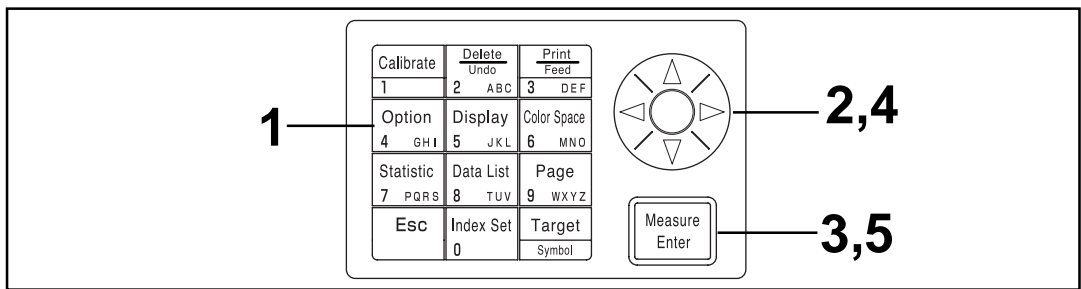 Calibrate Delete Print
Undo Feed
1 2 ABC 3 DEF
1 Option Display Color Space 2,4
4 GHI 5 JKL 6 MNO
Statistic Data List Page
7 PQRS 8 TUV 9 WXYZ
Esc Index Set Target Measure
0 Symbol Enter 3,5